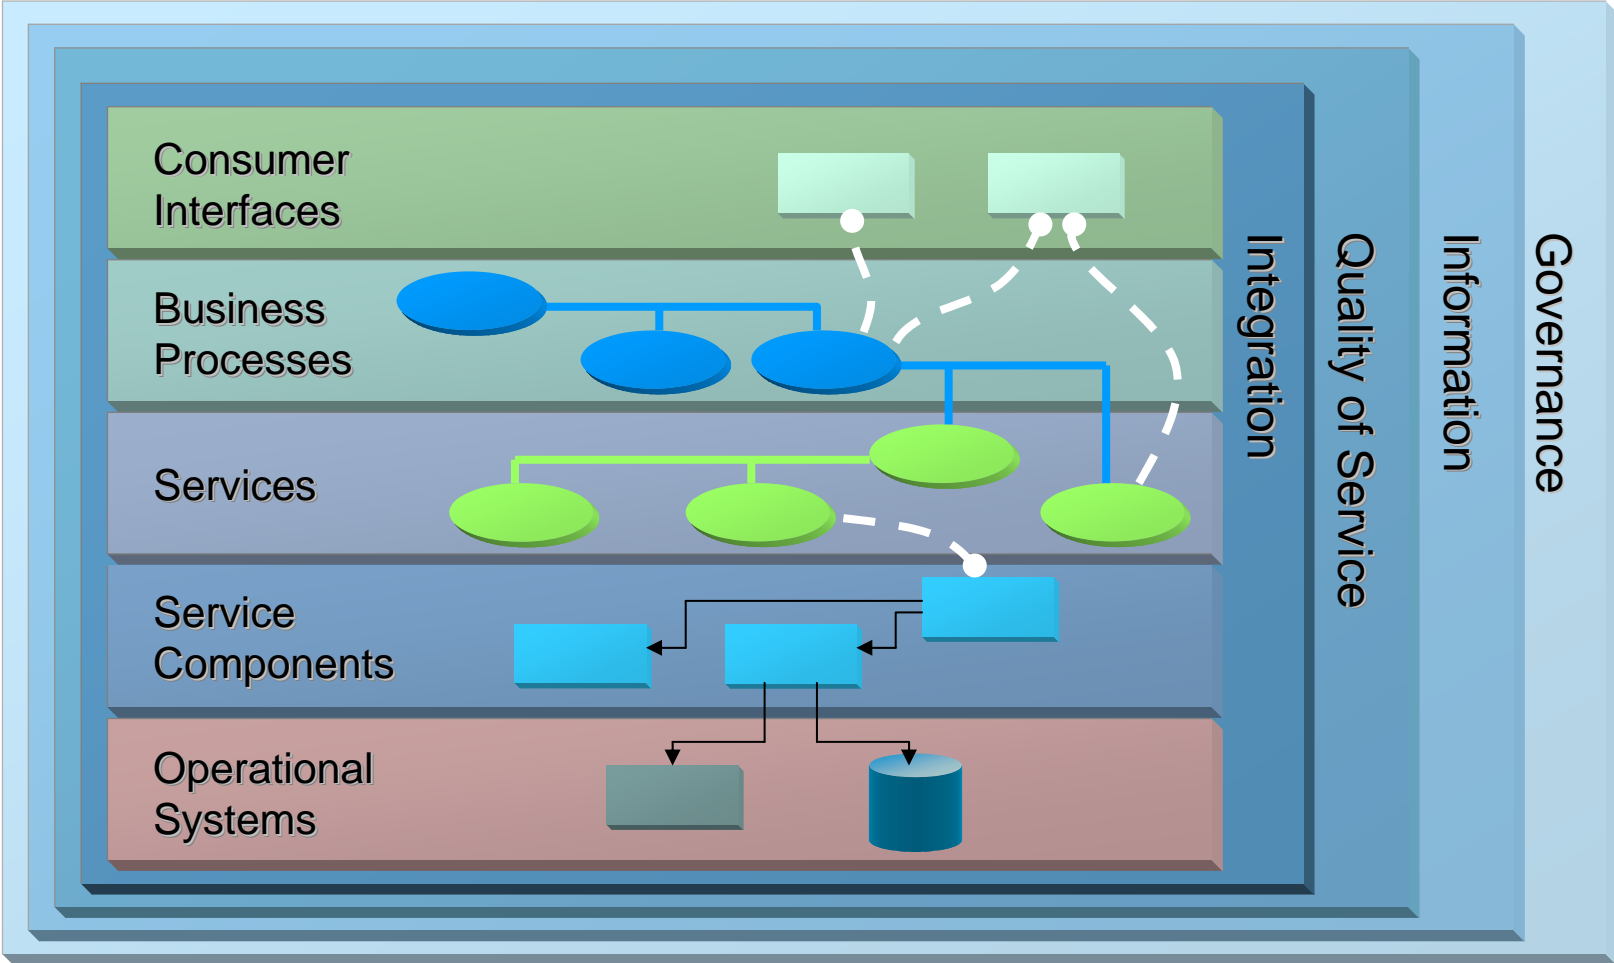 Consumer
Interfaces
Business
Processes
Services
Service
Components
Operational
Systems
Integration
Quality of Service
Information
Governance